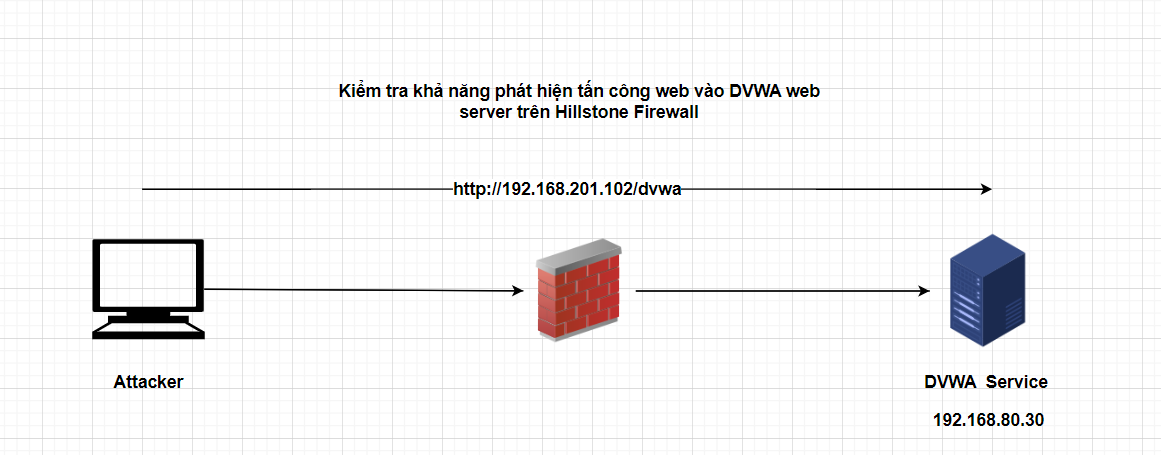 Kiểm tra khả năng phát hiện tấn công web vào DVWA web
server trên Hillstone Firewall
http://192.168.201.102/dvwa
Attacker
DVWA Service
192.168.80.30